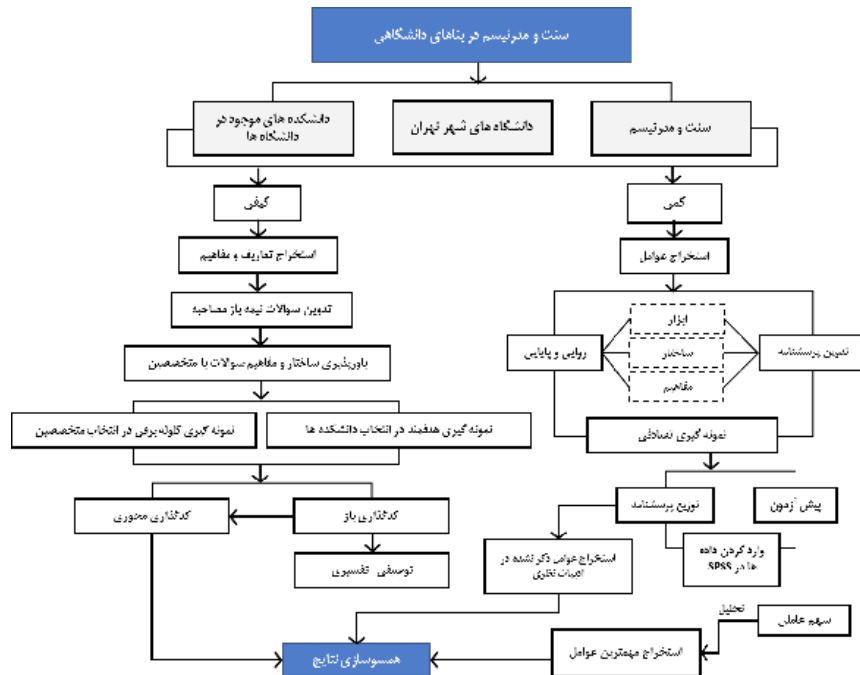 سنت و مدرنیسم در بناهای دانشگاهی
سنت و مدرنیسم
دانشگاه های شهر تهران
دانشکده های موجود در
دانشگاه ها
کمی
کیفی
استخراج عوامل
استخراج تعاریف و مفاهیم
تدوین سوالات نیمه باز مصاحبه
ابزار
ساختار
مفاهیم
تدوین پرسشنامه
روایی و پایایی
باورپذیری ساختار و مفاهیم سوالات با متخصصین
نمونه گیری تصادفی
نمونه گیری هدفمند در انتخاب دانشکده ها
نمونه گیری گلوله برفی در انتخاب متخصصین
پیش آزمون
توزیع پرسشنامه
کدگذاری باز
کدگذاری محوری
وارد کردن داده
ها در SPSS
استخراج عوامل ذکر نشده در
ادبیات نظری
توصیفی - تفسیری
تحلیل
سهم عاملی
استخراج مهمترین عوامل
همسوسازی نتایج